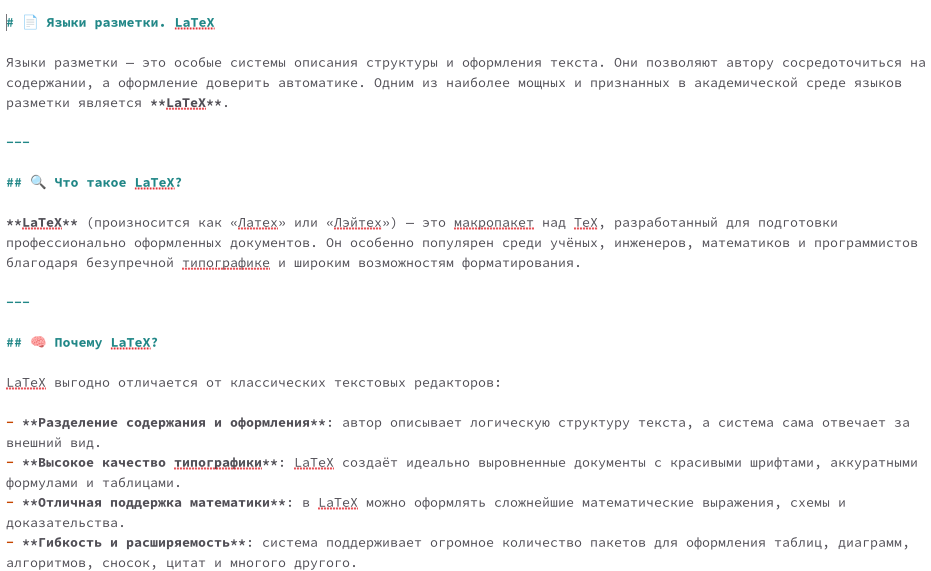 # 📄 Языки разметки. LaTeX
Языки разметки — это особые системы описания структуры и оформления текста. Они позволяют автору сосредоточиться на
содержании, а оформление доверить автоматике. Одним из наиболее мощных и признанных в академической среде языков
разметки является **LaTeX**.
---
## 🔍 Что такое LaTeX?
**LaTeX** (произносится как «Латех» или «Лэйтех») — это макропакет над TeX, разработанный для подготовки
профессионально оформленных документов. Он особенно популярен среди учёных, инженеров, математиков и программистов
благодаря безупречной типографике и широким возможностям форматирования.
---
## 🧠 Почему LaTeX?
LaTeX выгодно отличается от классических текстовых редакторов:
- **Разделение содержания и оформления**: автор описывает логическую структуру текста, а система сама отвечает за
внешний вид.
- **Высокое качество типографики**: LaTeX создаёт идеально выровненные документы с красивыми шрифтами, аккуратными
формулами и таблицами.
- **Отличная поддержка математики**: в LaTeX можно оформлять сложнейшие математические выражения, схемы и
доказательства.
- **Гибкость и расширяемость**: система поддерживает огромное количество пакетов для оформления таблиц, диаграмм,
алгоритмов, сносок, цитат и многого другого.